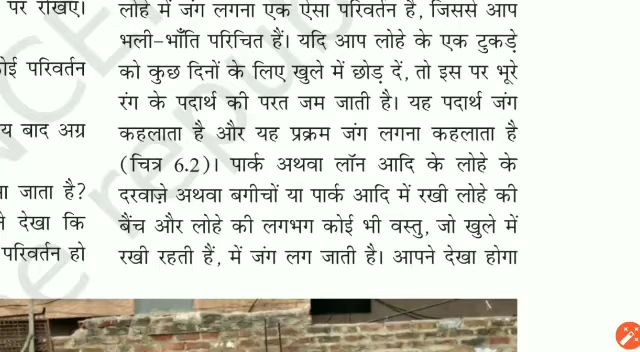 पर रखिए।
परिवर्तन
बाद अग्र
जाता है?
देखा कि
परिवर्तन हो
लोहे में जंग लगना एक ऐसा परिवर्तन है, जिससे आप
भली-भाँति परिचित हैं। यदि आप लोहे के एक टुकड़े
को कुछ दिनों के लिए खुले में छोड़ दें, तो इस पर भूरे
रंग के पदार्थ की परत जम जाती है। यह पदार्थ जंग
कहलाता है और यह प्रक्रम जंग लगना कहलाता है
(चित्र 6.2)। पार्क अथवा लॉन आदि के लोहे के
दरवाज़े अथवा बगीचों या पार्क आदि में रखी लोहे की
बैंच और लोहे की लगभग कोई भी वस्तु, जो खुले में
रखी रहती हैं, में जंग लग जाती है। आपने देखा होगा